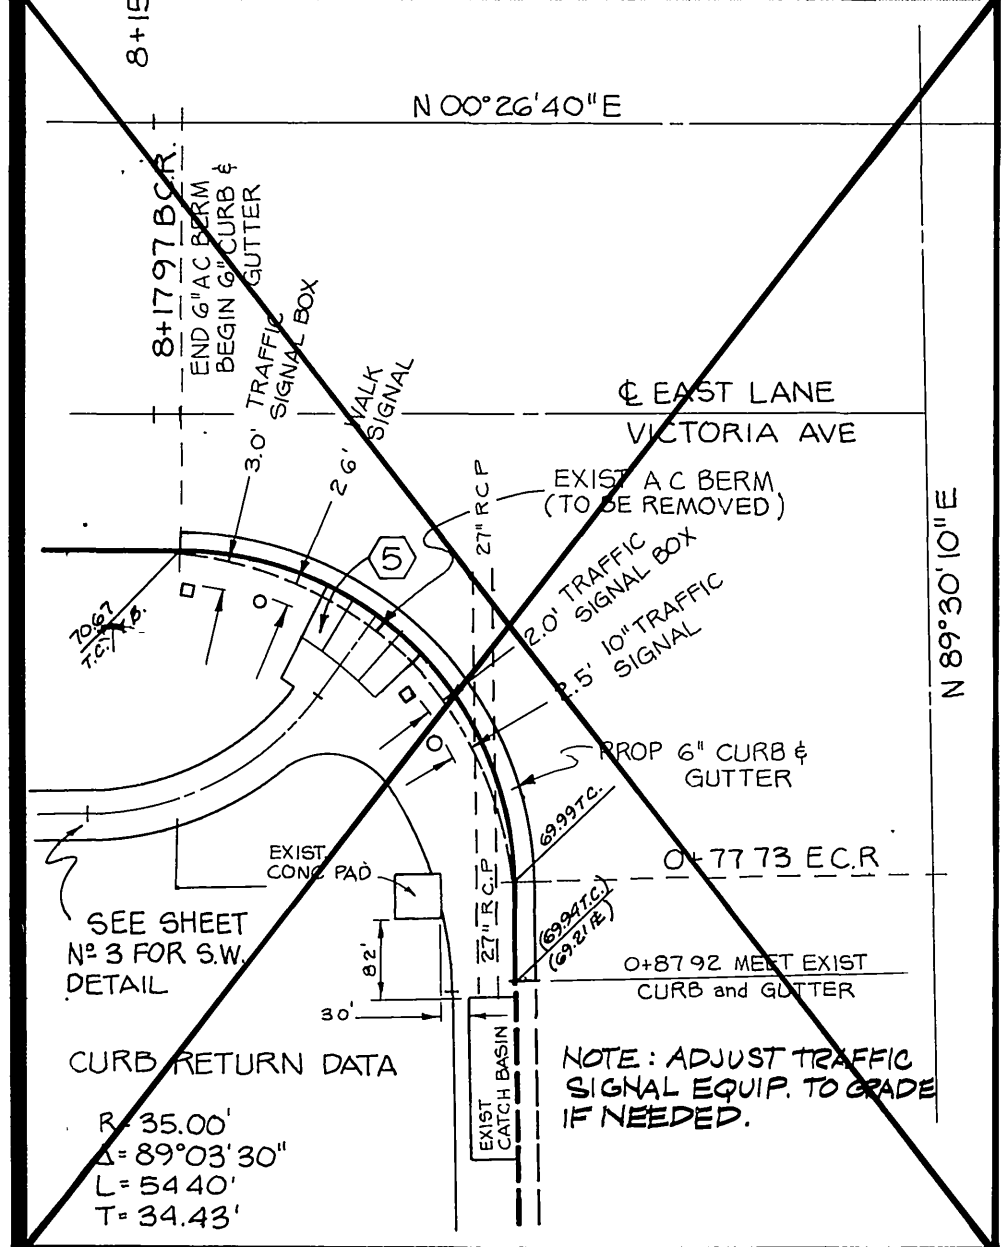 8+15
N 00°26'40"E
8+17 97 B.C.R.
END 6" A C BERM
BEGIN 6" CURB &
GUTTER
3.0' TRAFFIC
SIGNAL BOX
2 6' WALK
SIGNAL
℄ EAST LANE
VICTORIA AVE
EXIST A C BERM
(TO BE REMOVED)
27" R C P
5
2.0' TRAFFIC
SIGNAL BOX
2.5' 10" TRAFFIC
SIGNAL
N 89°30'10"E
70.67
T.C./A.B.
PROP 6" CURB &
GUTTER
69.99 T.C.
0+77 73 E.C.R
EXIST.
CONC PAD
27" R.C.P
(69.94 T.C.)
(69.21 FL)
SEE SHEET
Nº 3 FOR S.W.
DETAIL
8 2'
3 0'
0+87 92 MEET EXIST
CURB and GUTTER
EXIST
CATCH BASIN
CURB RETURN DATA
R= 35.00'
Δ= 89°03'30"
L= 54 40'
T= 34.43'
NOTE: ADJUST TRAFFIC
SIGNAL EQUIP. TO GRADE
IF NEEDED.